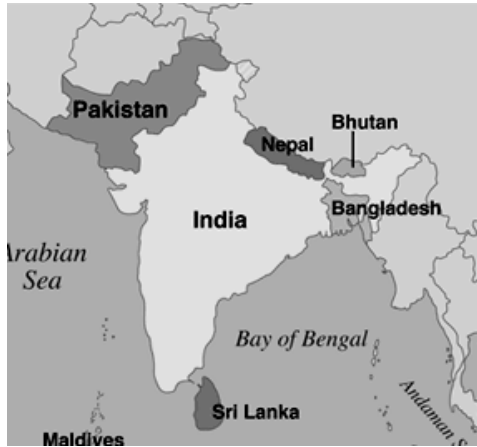 Pakistan
Bhutan
Nepal
Bangladesh
India
Arabian
Sea
Bay of Bengal
Sri Lanka
Andaman S
Maldives